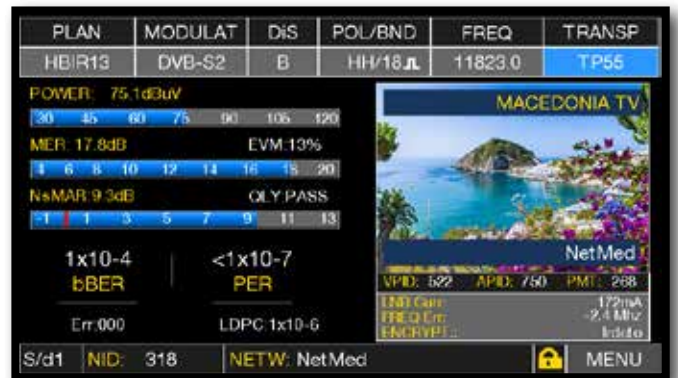 PLAN MODULAT DiS POL/BND FREQ TRANSP
HBIR13 DVB-S2 B HH/18 11823.0 TP55
POWER: 75.1dBuV
30 45 60 75 90 105 120
MER: 17.8dB EVM:13%
4 6 8 10 12 14 16 18 20
NsMAR:9.3dB QLY:PASS
-1 1 3 5 7 9 11 13
1x10-4 <1x10-7
bBER PER
Err:000 LDPC:1x10-6
MACEDONIA TV
NetMed
VPID: 522 APID: 750 PMT: 268
LNB Curr: 172mA
FREQ Err: -2.4 Mhz
ENCRYPT.: Irdeto
S/d1 NID: 318 NETW: NetMed MENU